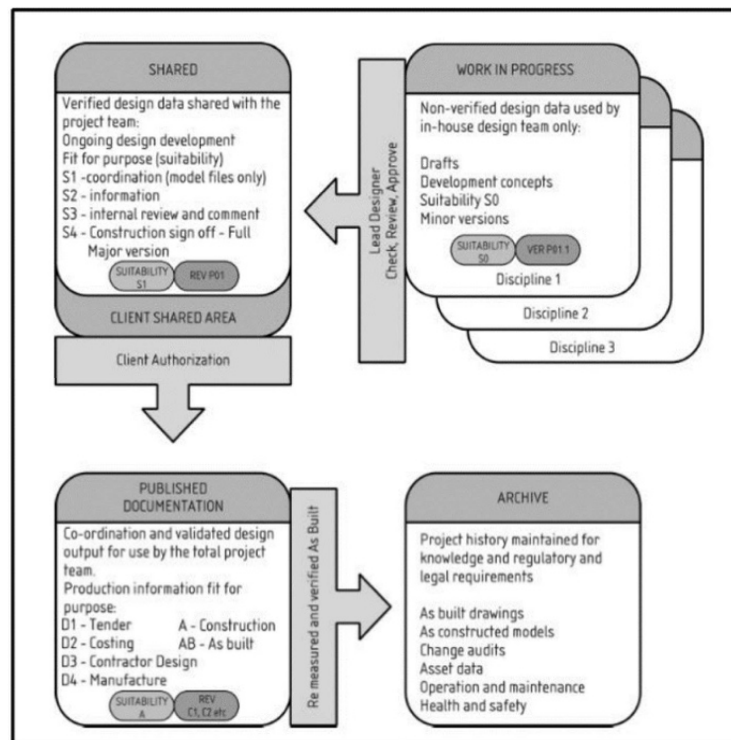 SHARED
Verified design data shared with the
project team:
Ongoing design development
Fit for purpose (suitability)
S1 -coordination (model files only)
S2 - information
S3 - internal review and comment
S4 - Construction sign off - Full
Major version
SUITABILITY
S1
REV P01
CLIENT SHARED AREA
Client Authorization
Lead Designer
Check, Review, Approve
WORK IN PROGRESS
Non-verified design data used by
in-house design team only:
Drafts
Development concepts
Suitability S0
Minor versions
SUITABILITY
S0
VER P01.1
Discipline 1
Discipline 2
Discipline 3
PUBLISHED
DOCUMENTATION
Co-ordination and validated design
output for use by the total project
team.
Production information fit for
purpose:
D1 - Tender A - Construction
D2 - Costing AB - As built
D3 - Contractor Design
D4 - Manufacture
SUITABILITY
A
REV
C1, C2 etc
Re measured and verified As Built
ARCHIVE
Project history maintained for
knowledge and regulatory and
legal requirements
As built drawings
As constructed models
Change audits
Asset data
Operation and maintenance
Health and safety